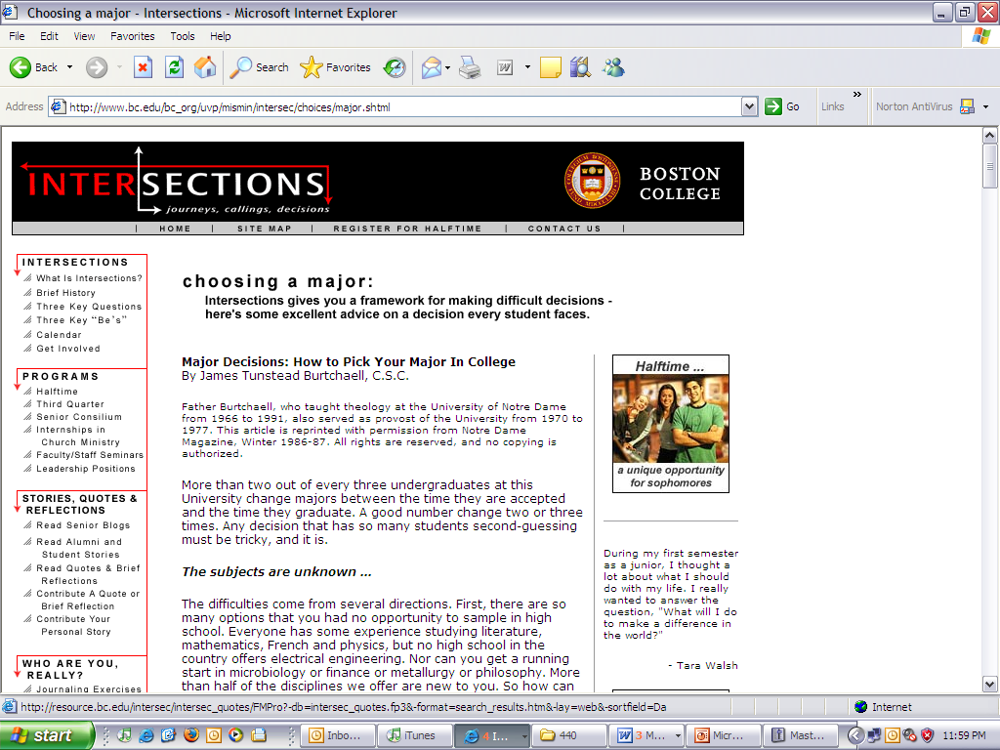 Choosing a major - Intersections - Microsoft Internet Explorer
File Edit View Favorites Tools Help
Back Search Favorites
Address http://www.bc.edu/bc_org/uvp/mismin/intersec/choices/major.shtml Go Links » Norton AntiVirus
INTERSECTIONS
journeys, callings, decisions
BOSTON
COLLEGE
| HOME | SITE MAP | REGISTER FOR HALFTIME | CONTACT US |
INTERSECTIONS
What Is Intersections?
Brief History
Three Key Questions
Three Key “Be’s”
Calendar
Get Involved
PROGRAMS
Halftime
Third Quarter
Senior Consilium
Internships in
Church Ministry
Faculty/Staff Seminars
Leadership Positions
STORIES, QUOTES &
REFLECTIONS
Read Senior Blogs
Read Alumni and
Student Stories
Read Quotes & Brief
Reflections
Contribute A Quote or
Brief Reflection
Contribute Your
Personal Story
WHO ARE YOU,
REALLY?
Journaling Exercises
choosing a major:
Intersections gives you a framework for making difficult decisions -
here's some excellent advice on a decision every student faces.
Major Decisions: How to Pick Your Major In College
By James Tunstead Burtchaell, C.S.C.
Father Burtchaell, who taught theology at the University of Notre Dame
from 1966 to 1991, also served as provost of the University from 1970 to
1977. This article is reprinted with permission from Notre Dame
Magazine, Winter 1986-87. All rights are reserved, and no copying is
authorized.
More than two out of every three undergraduates at this
University change majors between the time they are accepted
and the time they graduate. A good number change two or three
times. Any decision that has so many students second-guessing
must be tricky, and it is.
The subjects are unknown ...
The difficulties come from several directions. First, there are so
many options that you had no opportunity to sample in high
school. Everyone has some experience studying literature,
mathematics, French and physics, but no high school in the
country offers electrical engineering. Nor can you get a running
start in microbiology or finance or metallurgy or philosophy. More
than half of the disciplines we offer are new to you. So how can
Halftime ...
a unique opportunity
for sophomores
During my first semester
as a junior, I thought a
lot about what I should
do with my life. I really
wanted to answer the
question, "What will I do
to make a difference in
the world?"
- Tara Walsh
http://resource.bc.edu/intersec/intersec_quotes/FMPro?-db=intersec_quotes.fp3&-format=search_results.htm&-lay=web&-sortfield=Da Internet
start Inbo... iTunes 4 I... 440 3 M... Micr... Mast... 11:59 PM